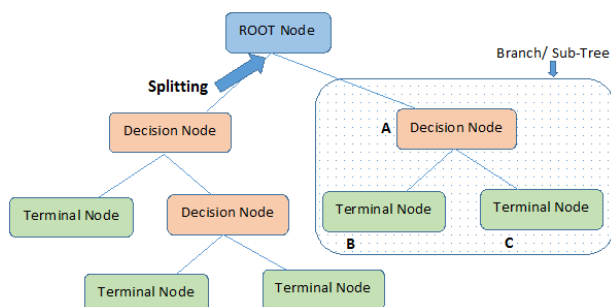 ROOT Node
Branch/ Sub-Tree
Splitting
A
Decision Node
Decision Node
Terminal Node
Decision Node
Terminal Node
Terminal Node
B
C
Terminal Node
Terminal Node